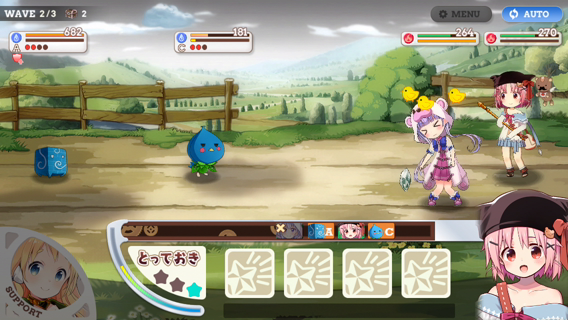 WAVE 2/3 2
MENU
AUTO
682
A
181
C
264
270
A
C
とっておき
SUPPORT